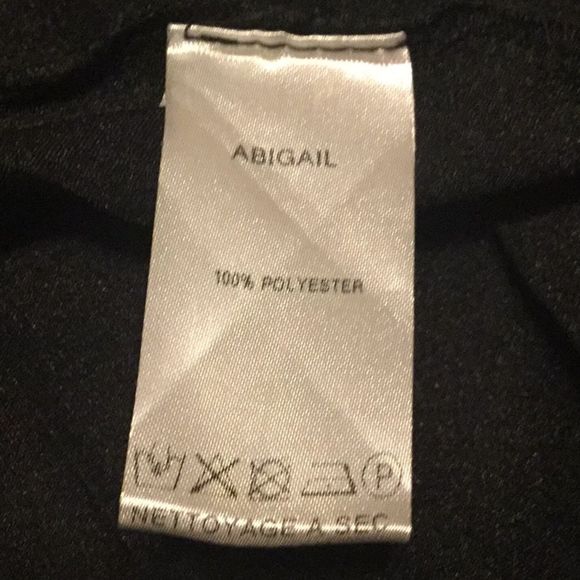 ABIGAIL
100% POLYESTER
P
NETTOYAGE A SEC